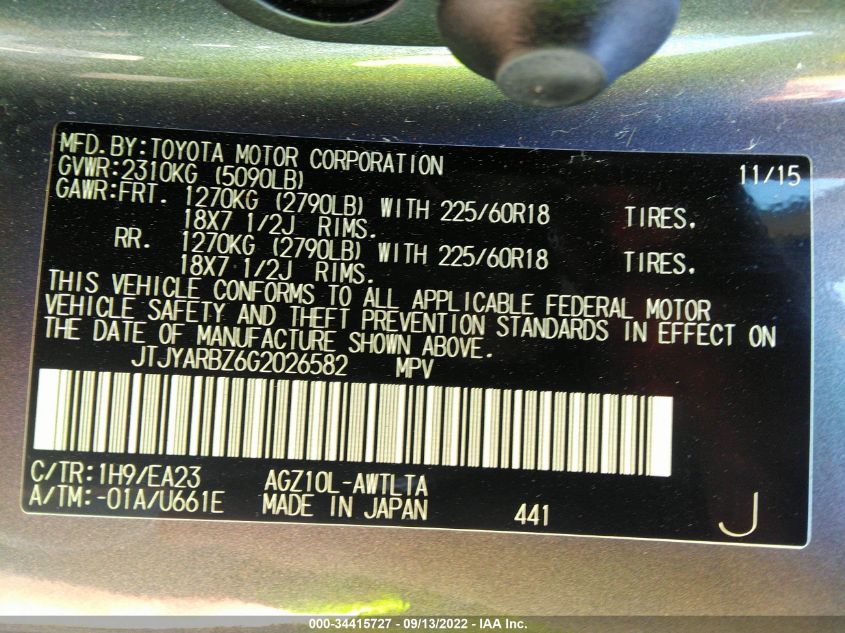 MFD.BY:TOYOTA MOTOR CORPORATION 11/15
GVWR:2310KG (5090LB)
GAWR:FRT. 1270KG (2790LB) WITH 225/60R18 TIRES.
18X7 1/2J RIMS.
RR. 1270KG (2790LB) WITH 225/60R18 TIRES.
18X7 1/2J RIMS.
THIS VEHICLE CONFORMS TO ALL APPLICABLE FEDERAL MOTOR
VEHICLE SAFETY AND THEFT PREVENTION STANDARDS IN EFFECT ON
THE DATE OF MANUFACTURE SHOWN ABOVE.
JTJYARBZ6G2026582 MPV
C/TR:1H9/EA23 AGZ10L-AWTLTA
A/TM:-01A/U661E MADE IN JAPAN 441 J
000-34415727 - 09/13/2022 - IAA Inc.